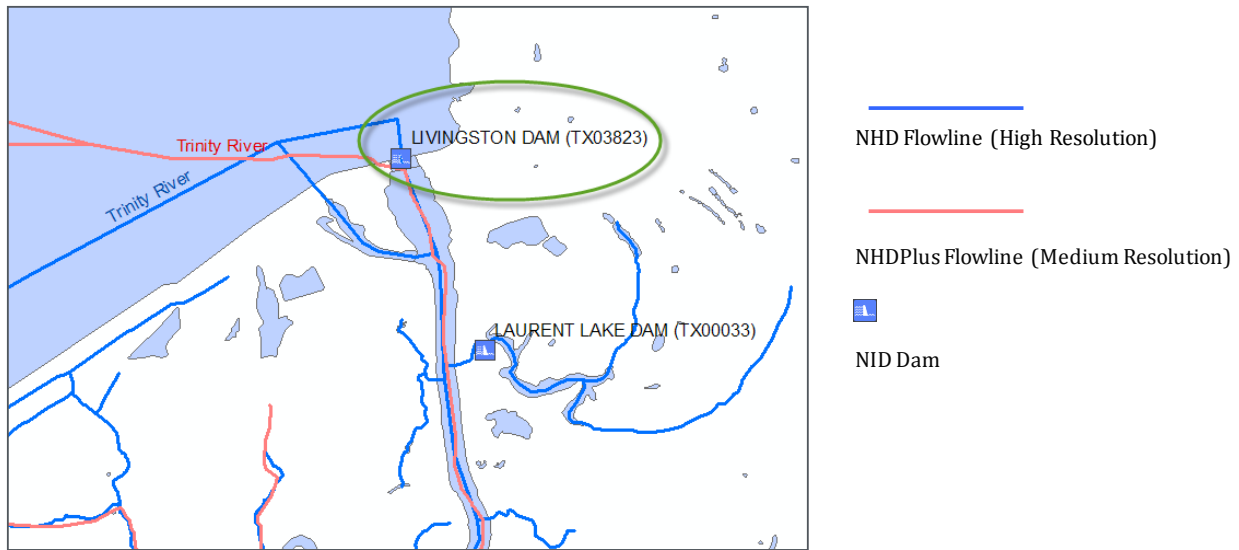 LIVINGSTON DAM (TX03823)
Trinity River
Trinity River
LAURENT LAKE DAM (TX00033)
NHD Flowline (High Resolution)
NHDPlus Flowline (Medium Resolution)
NID Dam